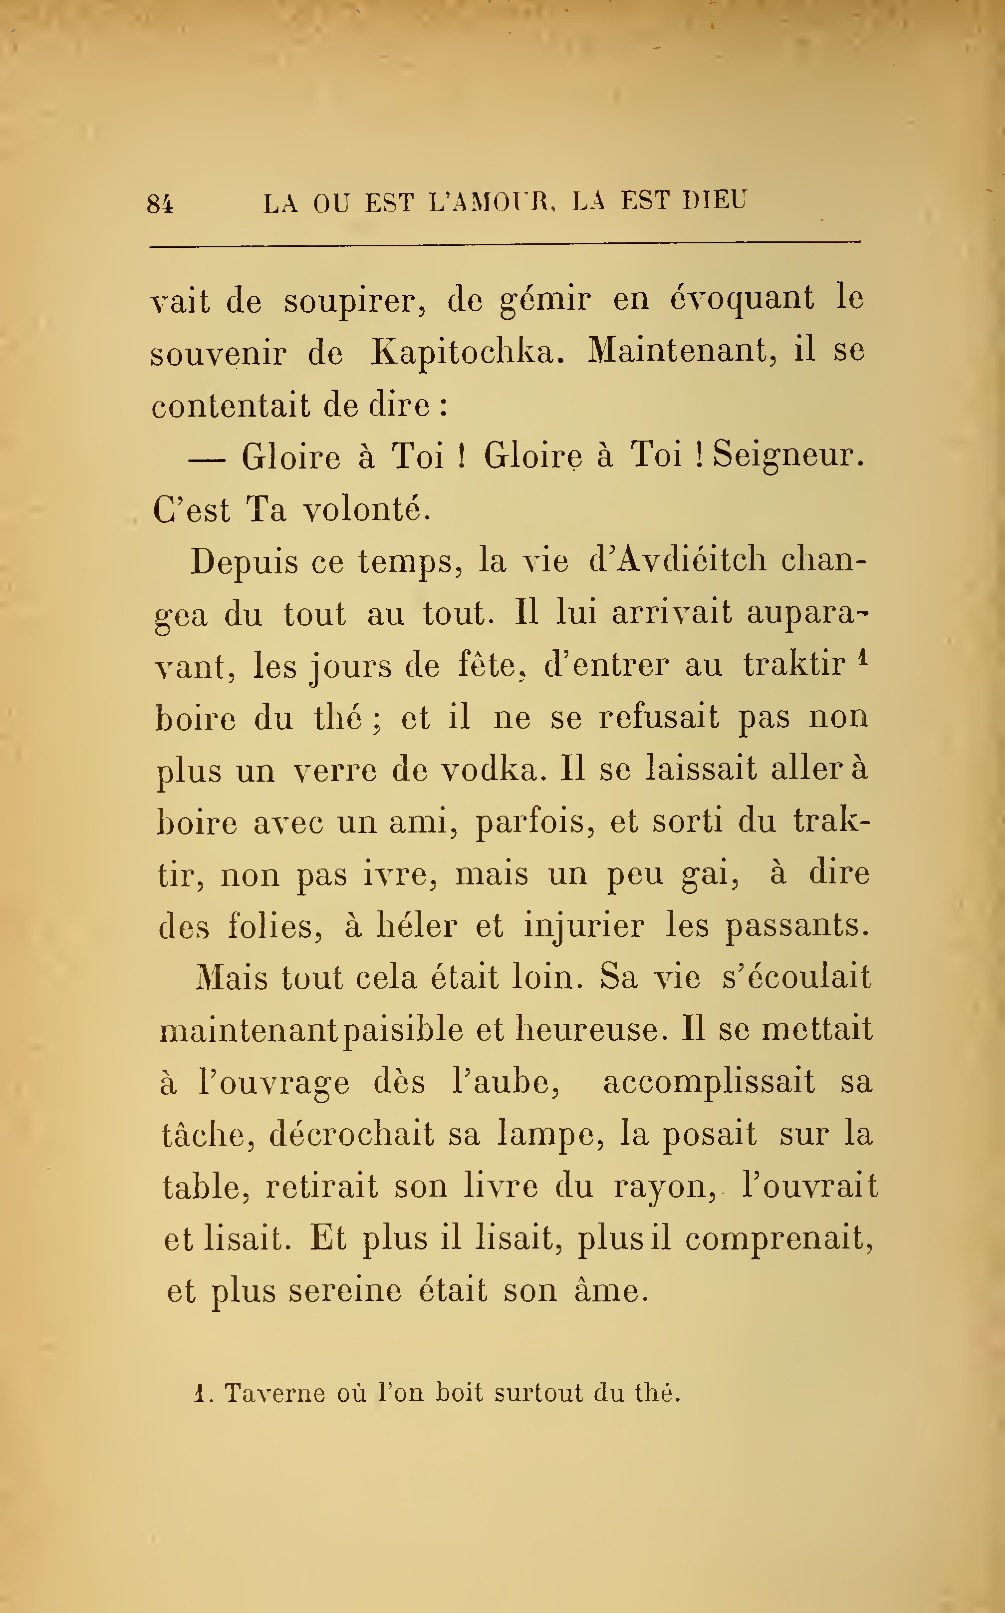 84 LA OU EST L'AMOUR, LA EST DIEU
vait de soupirer, de gémir en évoquant le
souvenir de Kapitochka. Maintenant, il se
contentait de dire :
— Gloire à Toi ! Gloire à Toi ! Seigneur.
C'est Ta volonté.
Depuis ce temps, la vie d'Avdiéitch chan-
gea du tout au tout. Il lui arrivait aupara-
vant, les jours de fête, d'entrer au traktir 1
boire du thé ; et il ne se refusait pas non
plus un verre de vodka. Il se laissait aller à
boire avec un ami, parfois, et sorti du trak-
tir, non pas ivre, mais un peu gai, à dire
des folies, à héler et injurier les passants.
Mais tout cela était loin. Sa vie s'écoulait
maintenant paisible et heureuse. Il se mettait
à l'ouvrage dès l'aube, accomplissait sa
tâche, décrochait sa lampe, la posait sur la
table, retirait son livre du rayon, l'ouvrait
et lisait. Et plus il lisait, plus il comprenait,
et plus sereine était son âme.
1. Taverne où l'on boit surtout du thé.